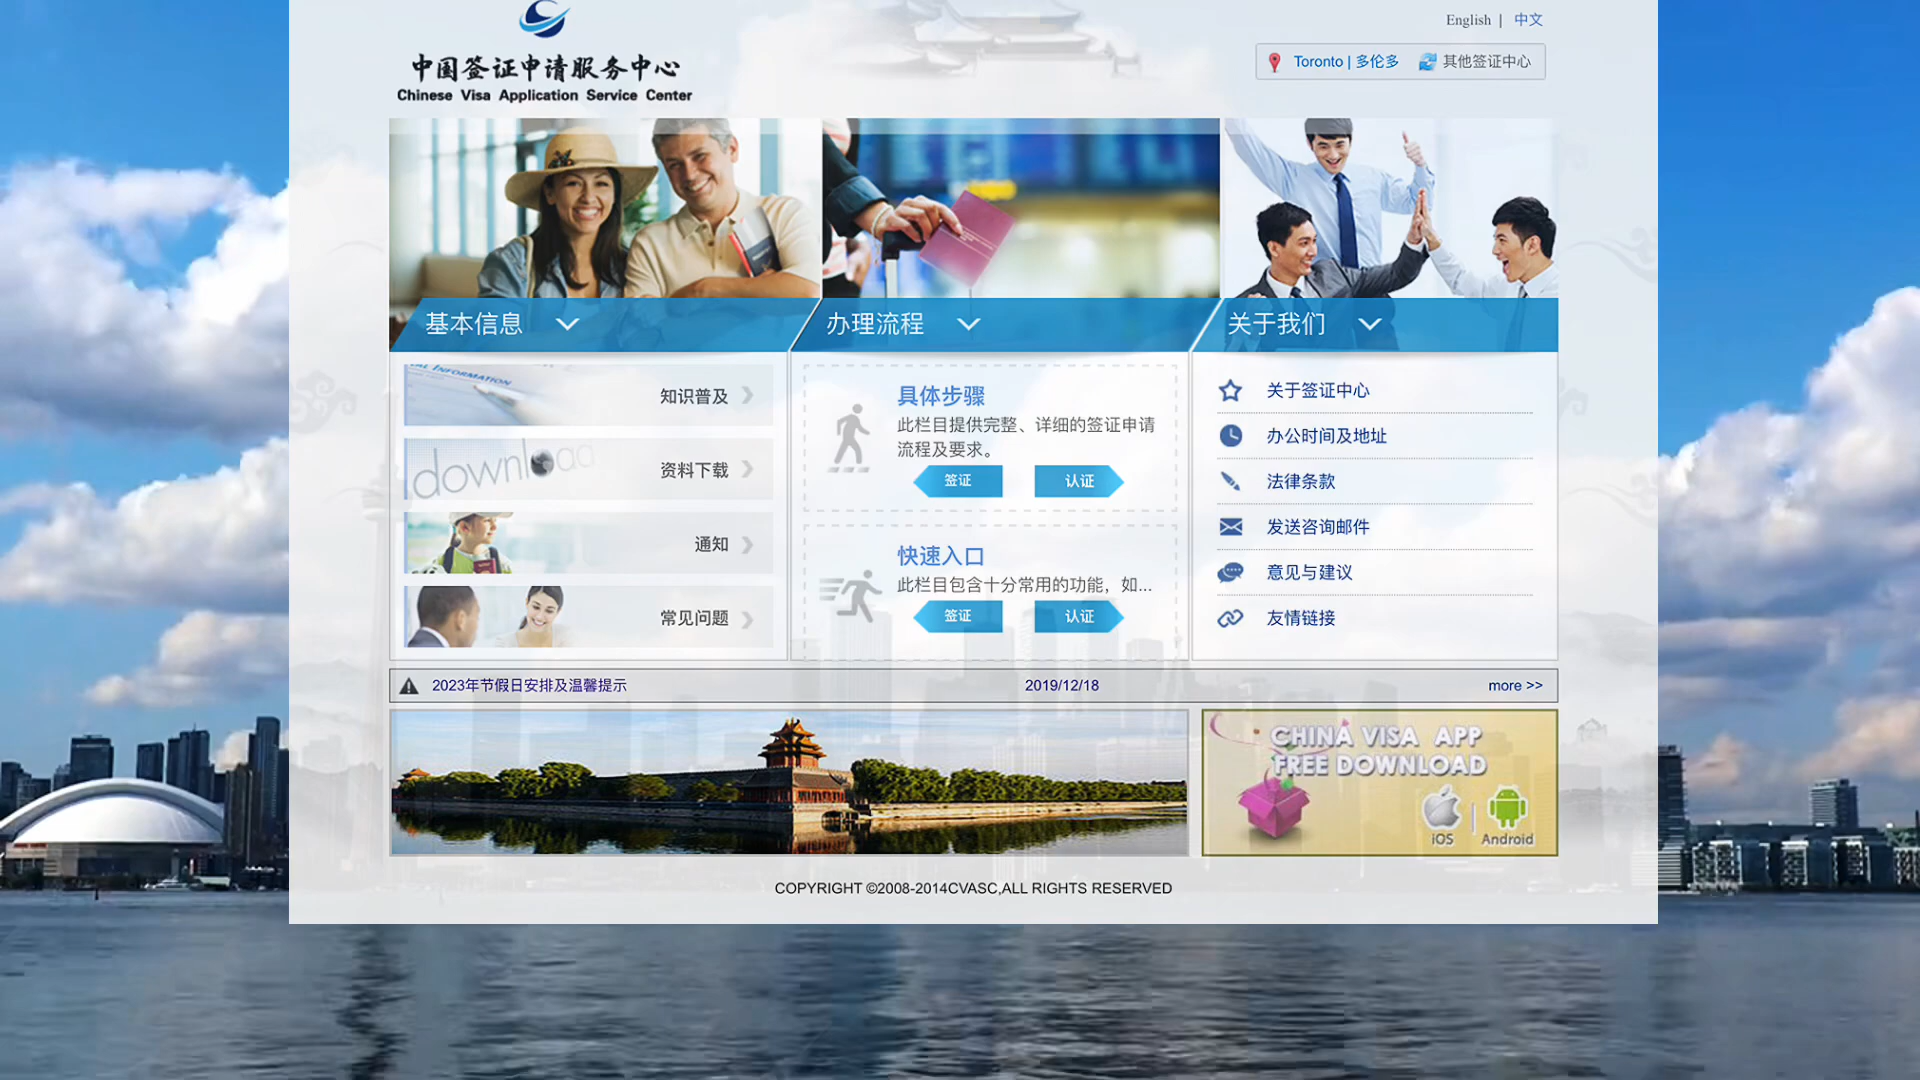 English | 中文
中国签证申请服务中心
Chinese Visa Application Service Center
Toronto | 多伦多
其他签证中心
基本信息
办理流程
关于我们
AL INFORMATION
知识普及
download
资料下载
通知
常见问题
具体步骤
此栏目提供完整、详细的签证申请
流程及要求。
签证
认证
快速入口
此栏目包含十分常用的功能，如...
签证
认证
关于签证中心
办公时间及地址
法律条款
发送咨询邮件
意见与建议
友情链接
2023年节假日安排及温馨提示
2019/12/18
more >>
CHINA VISA APP
FREE DOWNLOAD
iOS
Android
COPYRIGHT ©2008-2014CVASC,ALL RIGHTS RESERVED